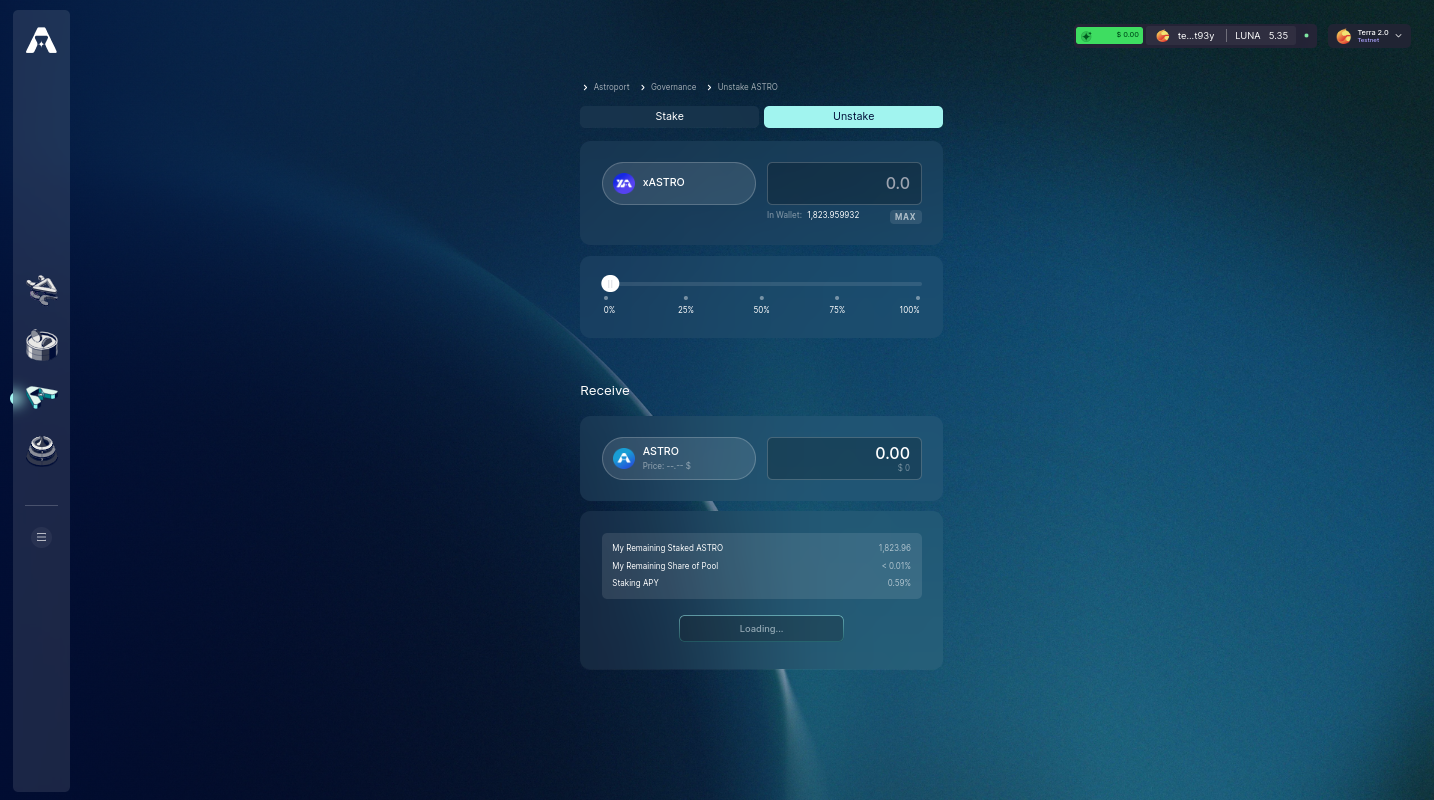 $ 0.00
te...t93y
LUNA 5.35
Terra 2.0
Testnet
Astroport
Governance
Unstake ASTRO
Stake
Unstake
xASTRO
0.0
In Wallet: 1,823.959932
MAX
0%
25%
50%
75%
100%
Receive
ASTRO
Price: --.-- $
0.00
$ 0
My Remaining Staked ASTRO 1,823.96
My Remaining Share of Pool < 0.01%
Staking APY 0.59%
Loading...